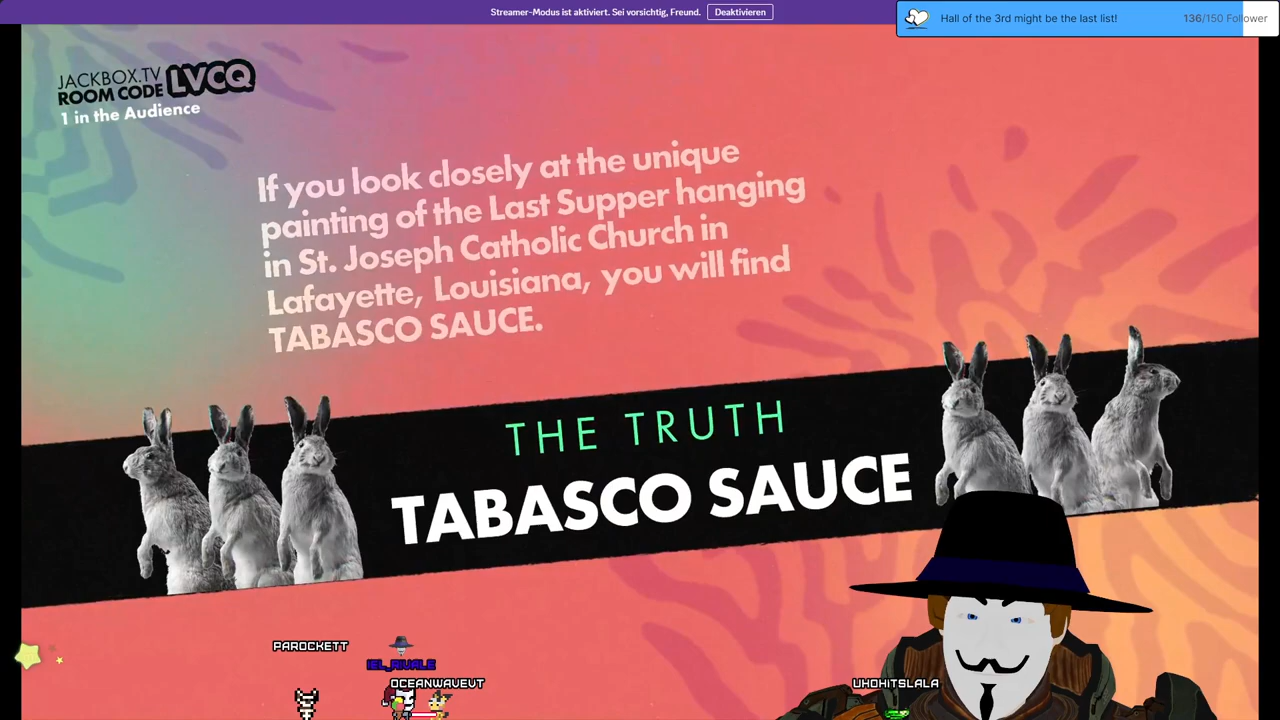 Streamer-Modus ist aktiviert. Sei vorsichtig, Freund. Deaktivieren
Hall of the 3rd might be the last list! 136/150 Follower
JACKBOX.TV
ROOM CODE LVCQ
1 in the Audience
If you look closely at the unique
painting of the Last Supper hanging
in St. Joseph Catholic Church in
Lafayette, Louisiana, you will find
TABASCO SAUCE.
THE TRUTH
TABASCO SAUCE
PAROCKETT
IEL_RIVALE
OCEANWAVEVT
UHOHITSLALA